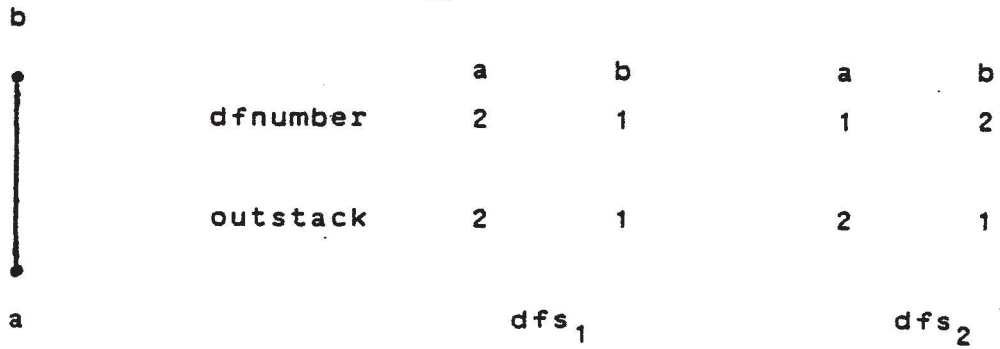 b
a b a b
dfnumber 2 1 1 2
outstack 2 1 2 1
a dfs1 dfs2